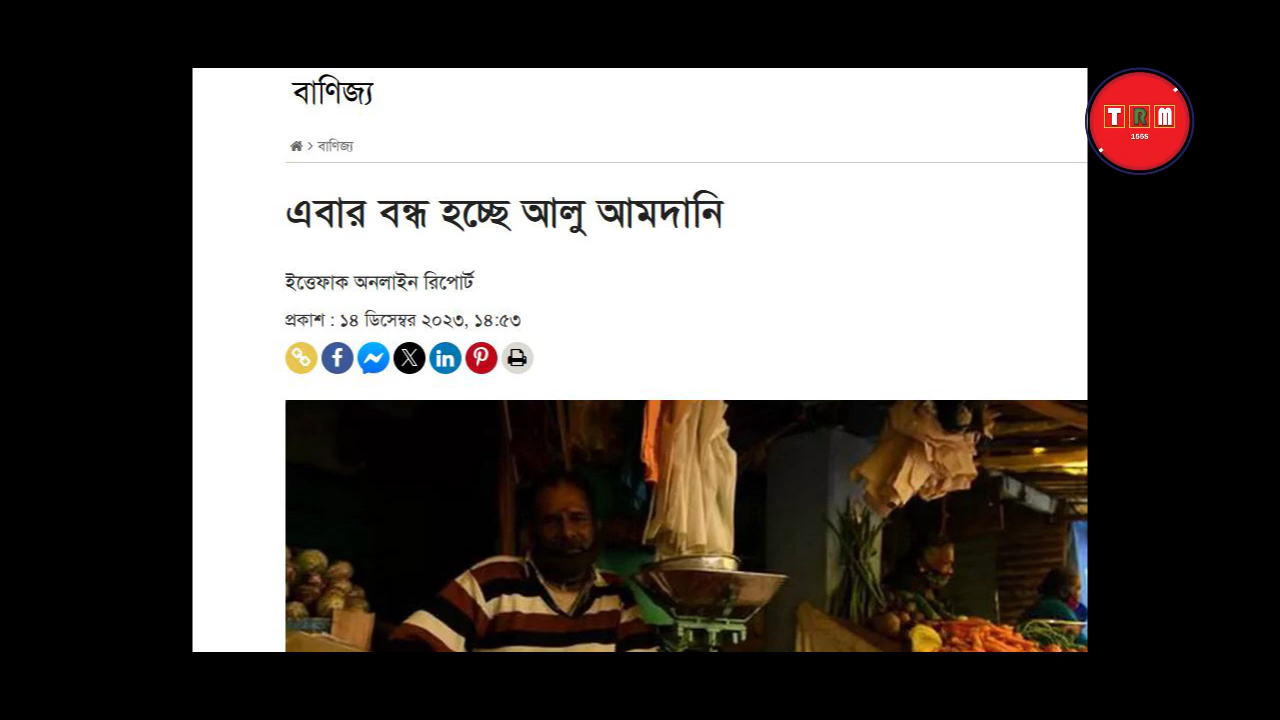 বাণিজ্য
বাণিজ্য
এবার বন্ধ হচ্ছে আলু আমদানি
ইত্তেফাক অনলাইন রিপোর্ট
প্রকাশ : ১৪ ডিসেম্বর ২০২৩, ১৪:৫৩
TRM
1555